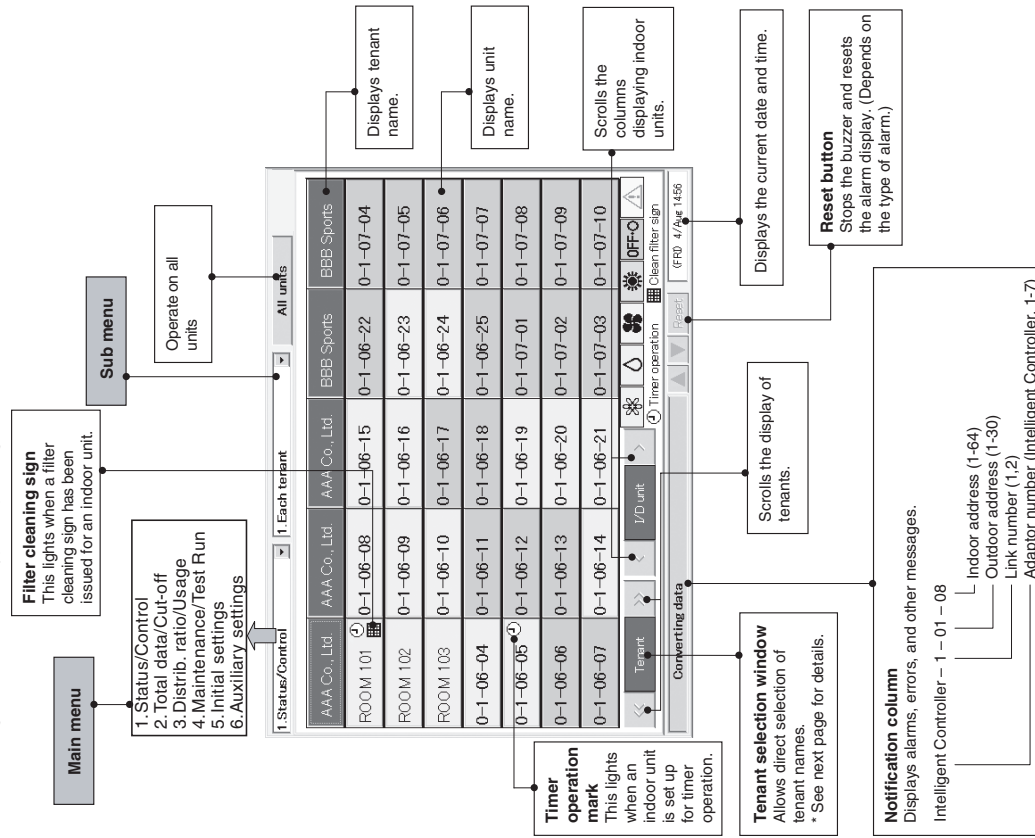 Main menu
1.Status/Control
2.Total data/Cut-off
3.Distrib. ratio/Usage
4.Maintenance/Test Run
5.Initial settings
6.Auxiliary settings
Filter cleaning sign
This lights when a filter
cleaning sign has been
issued for an indoor unit.
Sub menu
Operate on all
units
1.Status/Control
1.Each tenant
All units
AAA Co., Ltd. AAA Co., Ltd. AAA Co., Ltd. BBB Sports BBB Sports
ROOM 101 0-1-06-08 0-1-06-15 0-1-06-22 0-1-07-04
ROOM 102 0-1-06-09 0-1-06-16 0-1-06-23 0-1-07-05
ROOM 103 0-1-06-10 0-1-06-17 0-1-06-24 0-1-07-06
0-1-06-04 0-1-06-11 0-1-06-18 0-1-06-25 0-1-07-07
0-1-06-05 0-1-06-12 0-1-06-19 0-1-07-01 0-1-07-08
0-1-06-06 0-1-06-13 0-1-06-20 0-1-07-02 0-1-07-09
0-1-06-07 0-1-06-14 0-1-06-21 0-1-07-03 0-1-07-10
<< Tenant >> < I/D unit > OFF
Timer operation Clean filter sign
Converting data Reset (FRI) 4/Aug 14:56
Displays tenant
name.
Displays unit
name.
Scrolls the
columns
displaying indoor
units.
Timer
operation
mark
This lights
when an
indoor unit
is set up
for timer
operation.
Tenant selection window
Allows direct selection of
tenant names.
* See next page for details.
Scrolls the display of
tenants.
Displays the current date and time.
Reset button
Stops the buzzer and resets
the alarm display. (Depends on
the type of alarm.)
Notification column
Displays alarms, errors, and other messages.
Intelligent Controller – 1 – 01 – 08
Indoor address (1-64)
Outdoor address (1-30)
Link number (1,2)
Adaptor number (Intelligent Controller, 1-7)